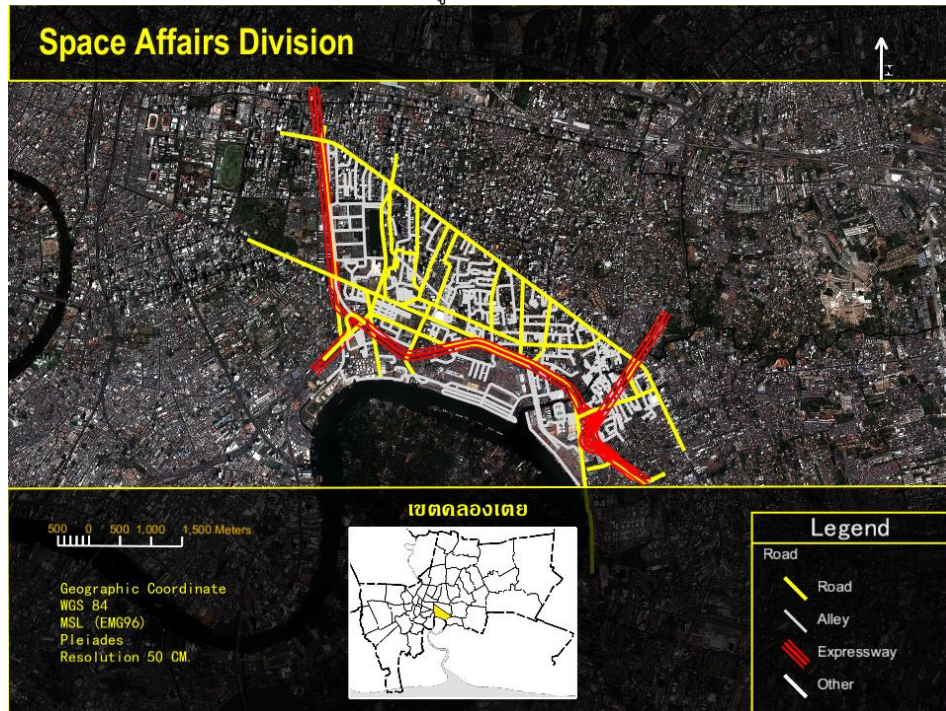 Space Affairs Division
500 0 500 1,000 1,500 Meters
Geographic Coordinate
WGS 84
MSL (EMG96)
Pleiades
Resolution 50 CM.
เขตคลองเตย
Legend
Road
Road
Alley
Expressway
Other